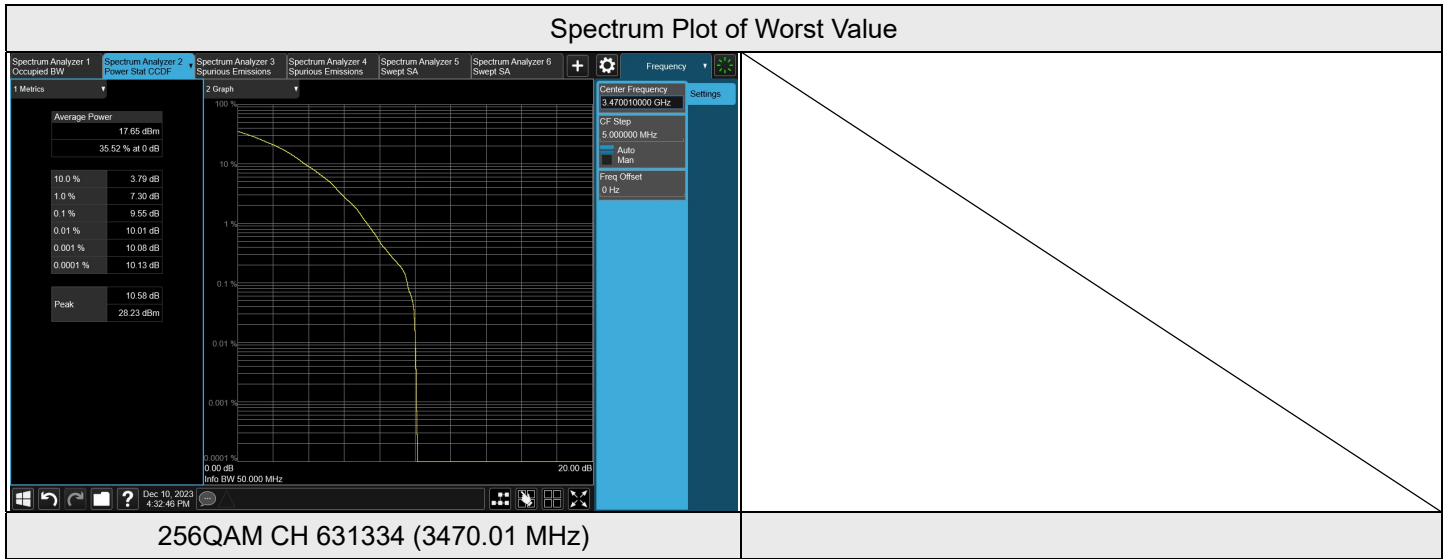 Spectrum Plot of Worst Value
Spectrum Analyzer 1
Occupied BW
Spectrum Analyzer 2
Power Stat CCDF
Spectrum Analyzer 3
Spurious Emissions
Spectrum Analyzer 4
Spurious Emissions
Spectrum Analyzer 5
Swept SA
Spectrum Analyzer 6
Swept SA
+
Frequency
1 Metrics
2 Graph
Average Power
17.65 dBm
35.52 % at 0 dB
10.0 % 3.79 dB
1.0 % 7.30 dB
0.1 % 9.55 dB
0.01 % 10.01 dB
0.001 % 10.08 dB
0.0001 % 10.13 dB
Peak
10.58 dB
28.23 dBm
100 %
10 %
1 %
0.1 %
0.01 %
0.001 %
0.0001 %
0.00 dB
20.00 dB
Info BW 50.000 MHz
Center Frequency
3.470010000 GHz
Settings
CF Step
5.000000 MHz
Auto
Man
Freq Offset
0 Hz
?
Dec 10, 2023
4:32:46 PM
256QAM CH 631334 (3470.01 MHz)